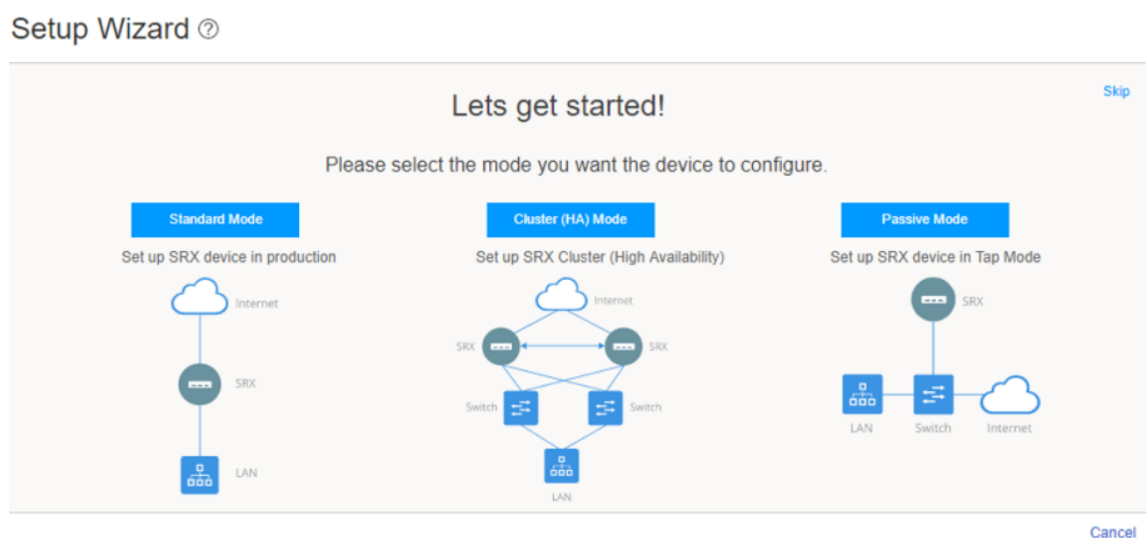 Setup Wizard ?
Skip
Lets get started!
Please select the mode you want the device to configure.
Standard Mode
Set up SRX device in production
Internet
SRX
LAN
Cluster (HA) Mode
Set up SRX Cluster (High Availability)
Internet
SRX
SRX
Switch
Switch
LAN
Passive Mode
Set up SRX device in Tap Mode
SRX
LAN
Switch
Internet
Cancel